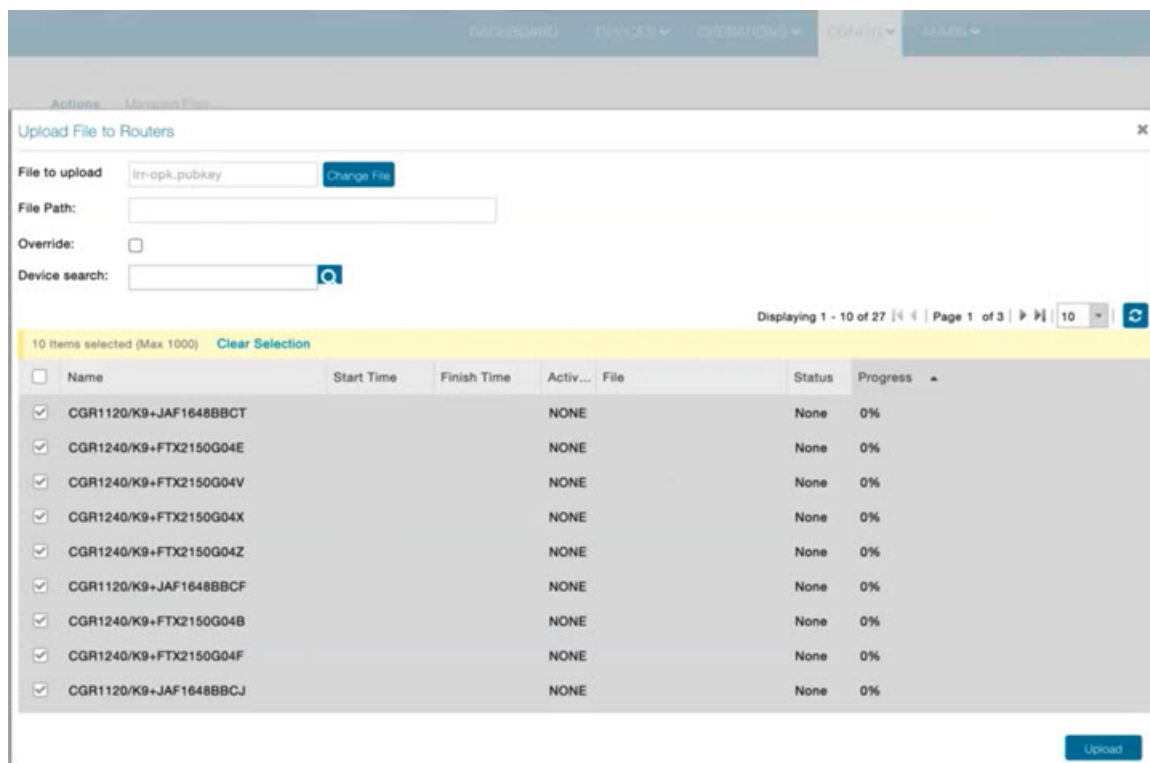 DASHBOARD DEVICES OPERATIONS CONFIG ADMIN
Actions Managed Files
Upload File to Routers
File to upload lrr-opk.pubkey Change File
File Path:
Override:
Device search:
Displaying 1 - 10 of 27 Page 1 of 3 10
10 Items selected (Max 1000) Clear Selection
Name Start Time Finish Time Activ... File Status Progress
CGR1120/K9+JAF1648BBCT NONE None 0%
CGR1240/K9+FTX2150G04E NONE None 0%
CGR1240/K9+FTX2150G04V NONE None 0%
CGR1240/K9+FTX2150G04X NONE None 0%
CGR1240/K9+FTX2150G04Z NONE None 0%
CGR1120/K9+JAF1648BBCF NONE None 0%
CGR1240/K9+FTX2150G04B NONE None 0%
CGR1240/K9+FTX2150G04F NONE None 0%
CGR1120/K9+JAF1648BBCJ NONE None 0%
Upload